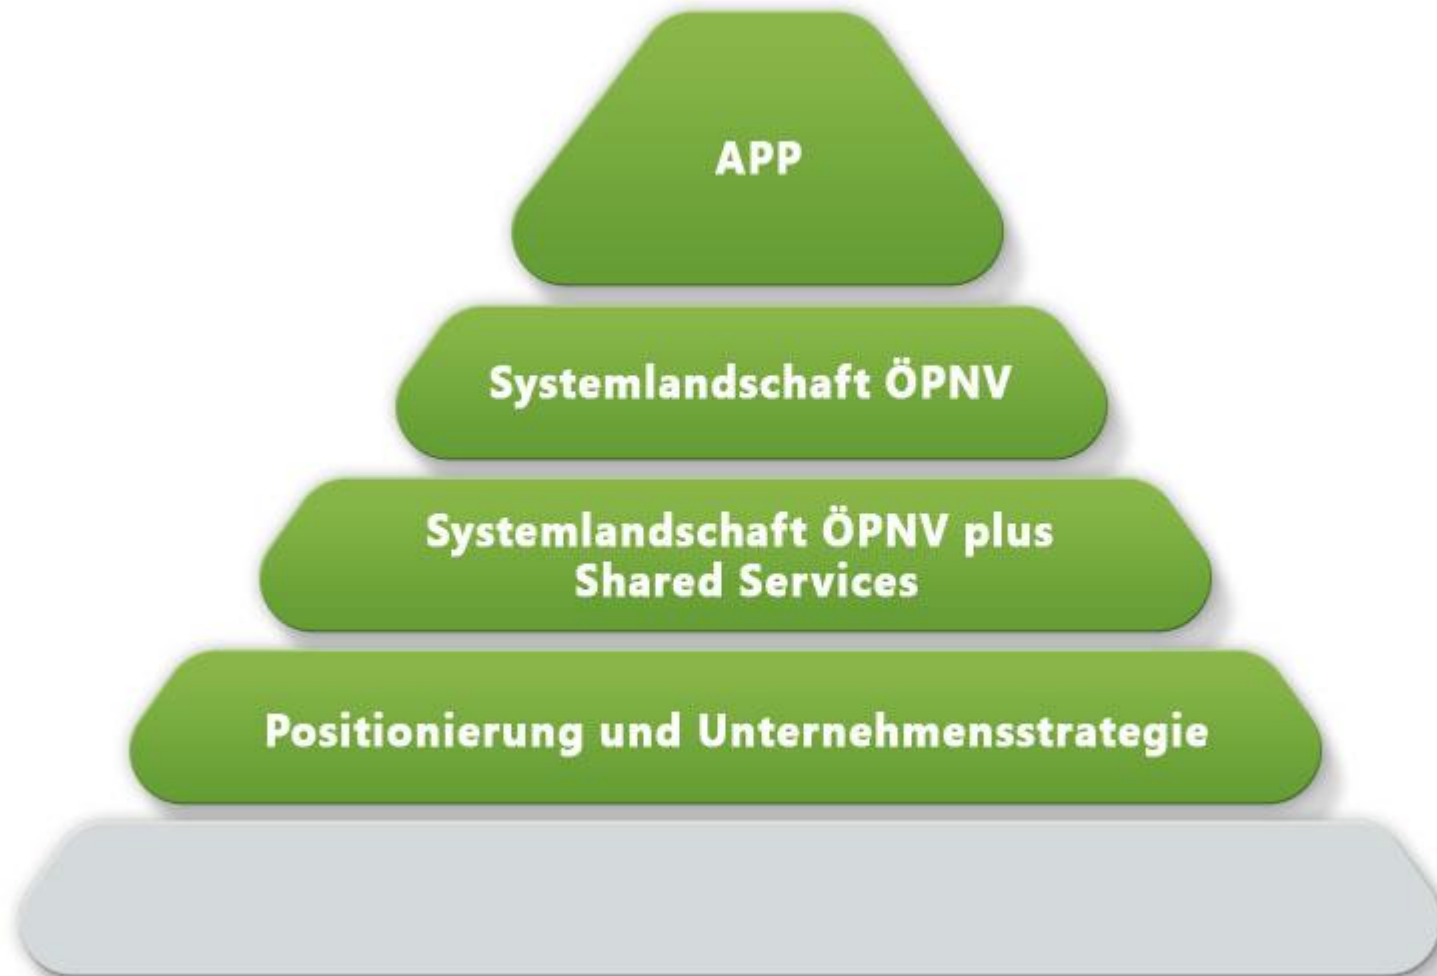 APP
Systemlandschaft ÖPNV
Systemlandschaft ÖPNV plus
Shared Services
Positionierung und Unternehmensstrategie